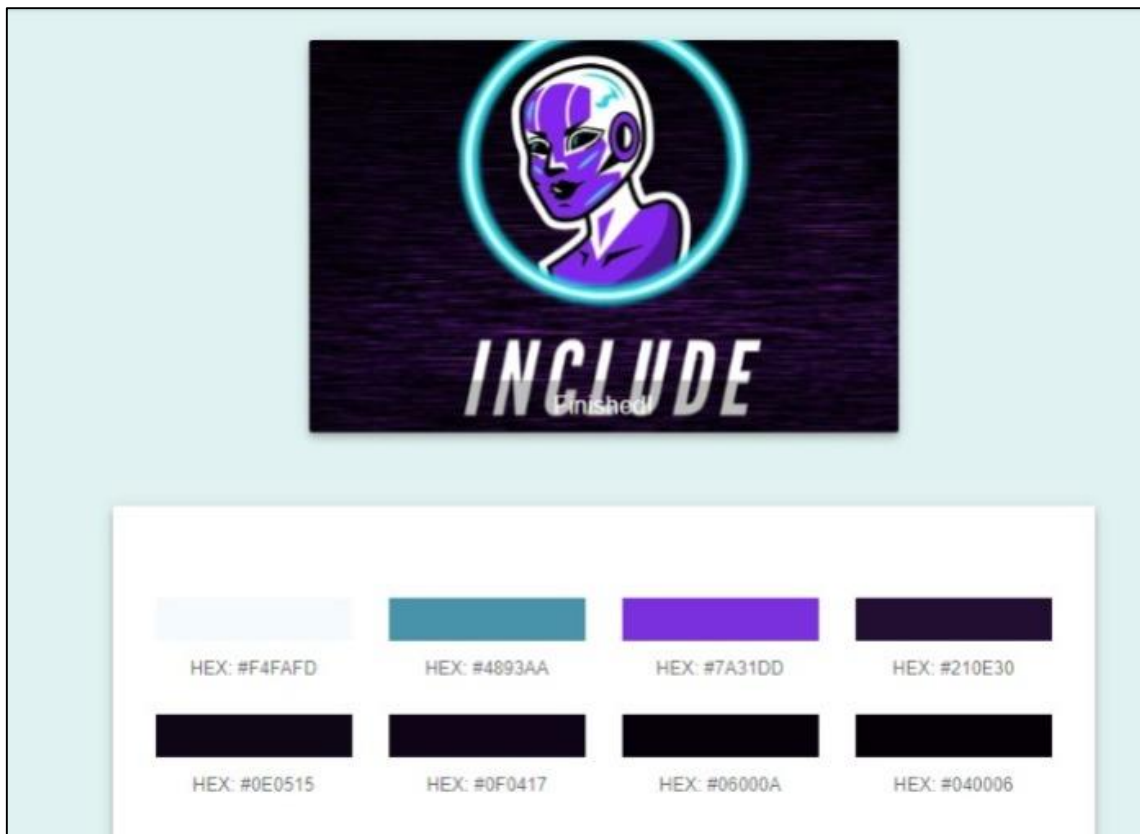 INCLUDE
Finished!
HEX: #F4FAFD HEX: #4893AA HEX: #7A31DD HEX: #210E30
HEX: #0E0515 HEX: #0F0417 HEX: #06000A HEX: #040006